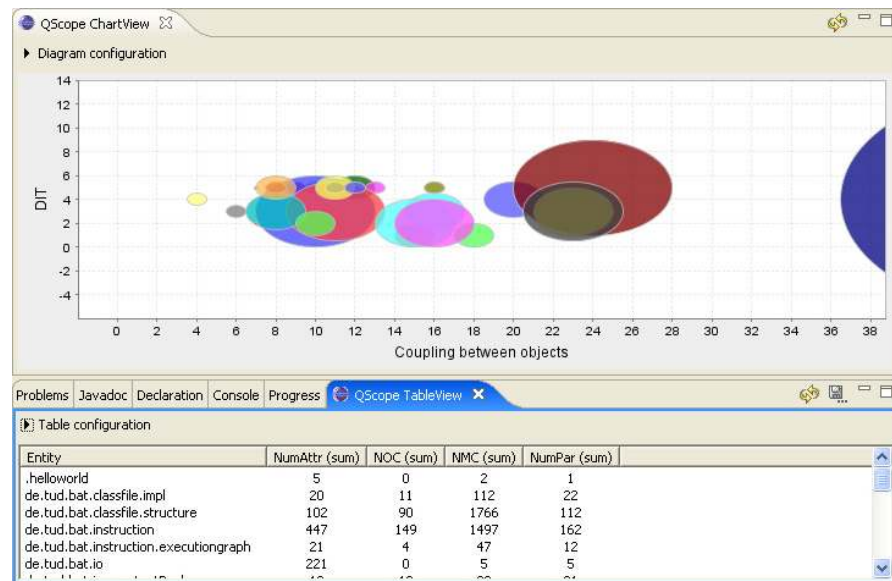 QScope ChartView
Diagram configuration
14
12
10
8
6
4
2
0
-2
-4
DIT
0 2 4 6 8 10 12 14 16 18 20 22 24 26 28 30 32 34 36 38
Coupling between objects
Problems Javadoc Declaration Console Progress QScope TableView
Table configuration
Entity NumAttr (sum) NOC (sum) NMC (sum) NumPar (sum)
.helloworld 5 0 2 1
de.tud.bat.classfile.impl 20 11 112 22
de.tud.bat.classfile.structure 102 90 1766 112
de.tud.bat.instruction 447 149 1497 162
de.tud.bat.instruction.executiongraph 21 4 47 12
de.tud.bat.io 221 0 5 5